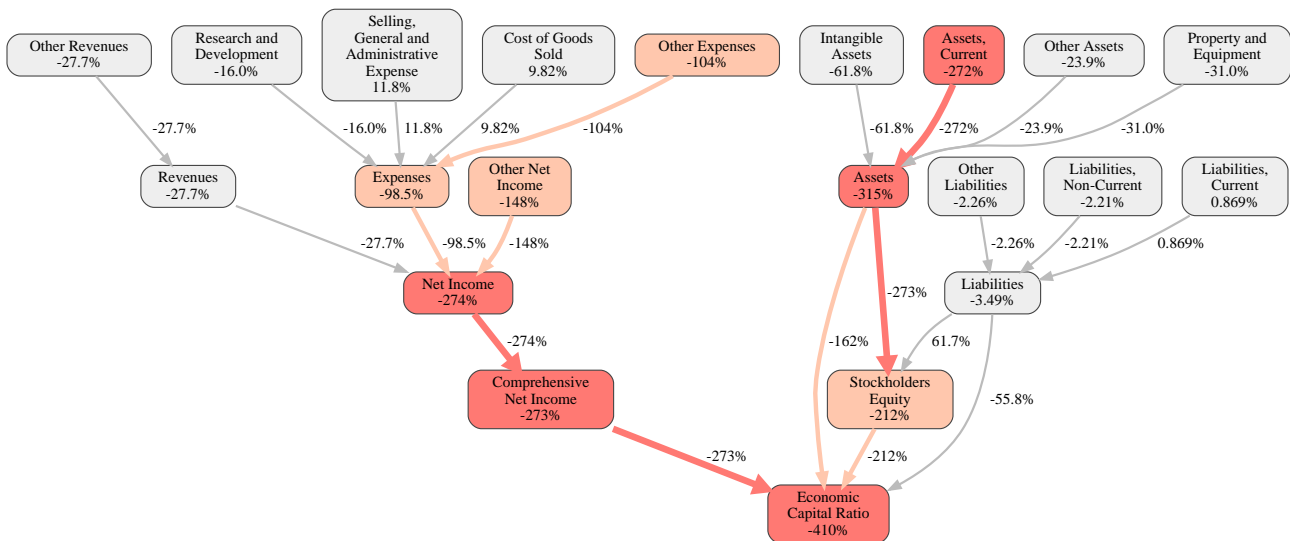 Other Revenues
-27.7%
Research and
Development
-16.0%
Selling,
General and
Administrative
Expense
11.8%
Cost of Goods
Sold
9.82%
Other Expenses
-104%
Intangible
Assets
-61.8%
Assets,
Current
-272%
Other Assets
-23.9%
Property and
Equipment
-31.0%
-27.7%
-16.0%
11.8%
9.82%
-104%
-61.8%
-272%
-23.9%
-31.0%
Revenues
-27.7%
Expenses
-98.5%
Other Net
Income
-148%
Assets
-315%
Other
Liabilities
-2.26%
Liabilities,
Non-Current
-2.21%
Liabilities,
Current
0.869%
-27.7%
-98.5%
-148%
-2.26%
-2.21%
0.869%
Net Income
-274%
-273%
Liabilities
-3.49%
-274%
-162%
61.7%
Comprehensive
Net Income
-273%
Stockholders
Equity
-212%
-55.8%
-273%
-212%
Economic
Capital Ratio
-410%